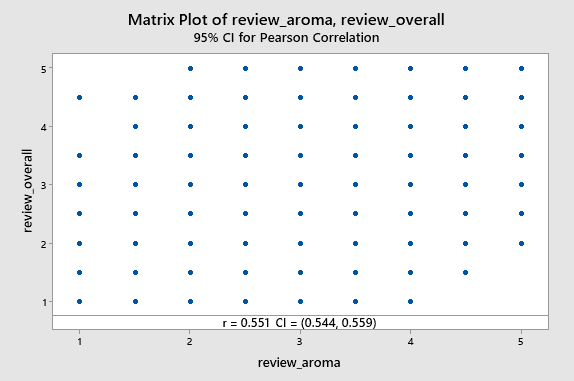 Matrix Plot of review_aroma, review_overall
95% CI for Pearson Correlation
review_overall
5
4
3
2
1
r = 0.551 CI = (0.544, 0.559)
1 2 3 4 5
review_aroma